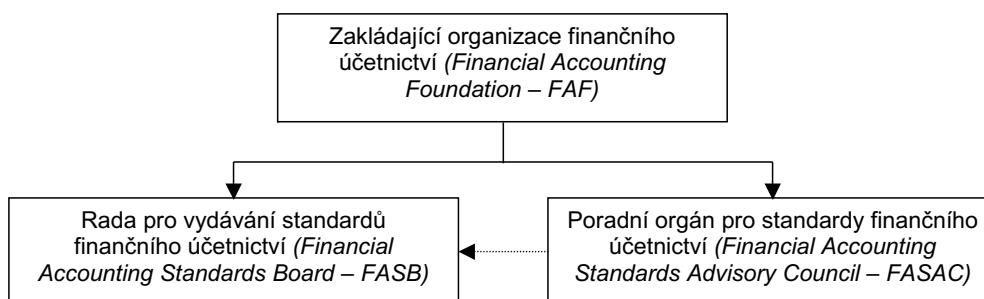 Zakládající organizace finančního
účetnictví (Financial Accounting
Foundation – FAF)
Rada pro vydávání standardů
finančního účetnictví (Financial
Accounting Standards Board – FASB)
Poradní orgán pro standardy finančního
účetnictví (Financial Accounting
Standards Advisory Council – FASAC)